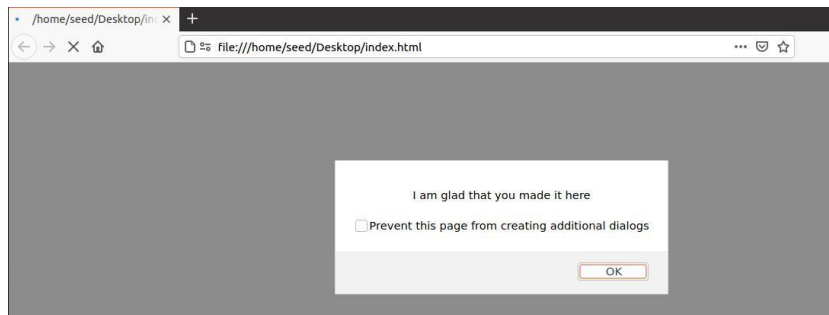 /home/seed/Desktop/in
file:///home/seed/Desktop/index.html
I am glad that you made it here
Prevent this page from creating additional dialogs
OK